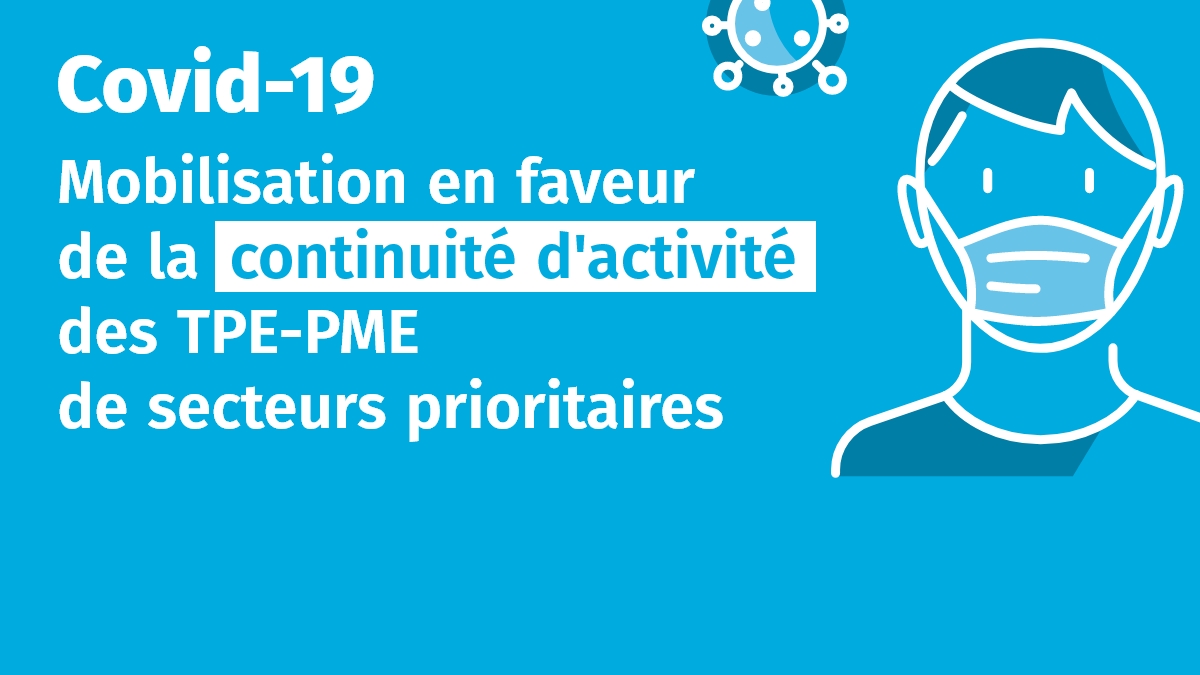 Covid-19
Mobilisation en faveur
de la continuité d'activité
des TPE-PME
de secteurs prioritaires